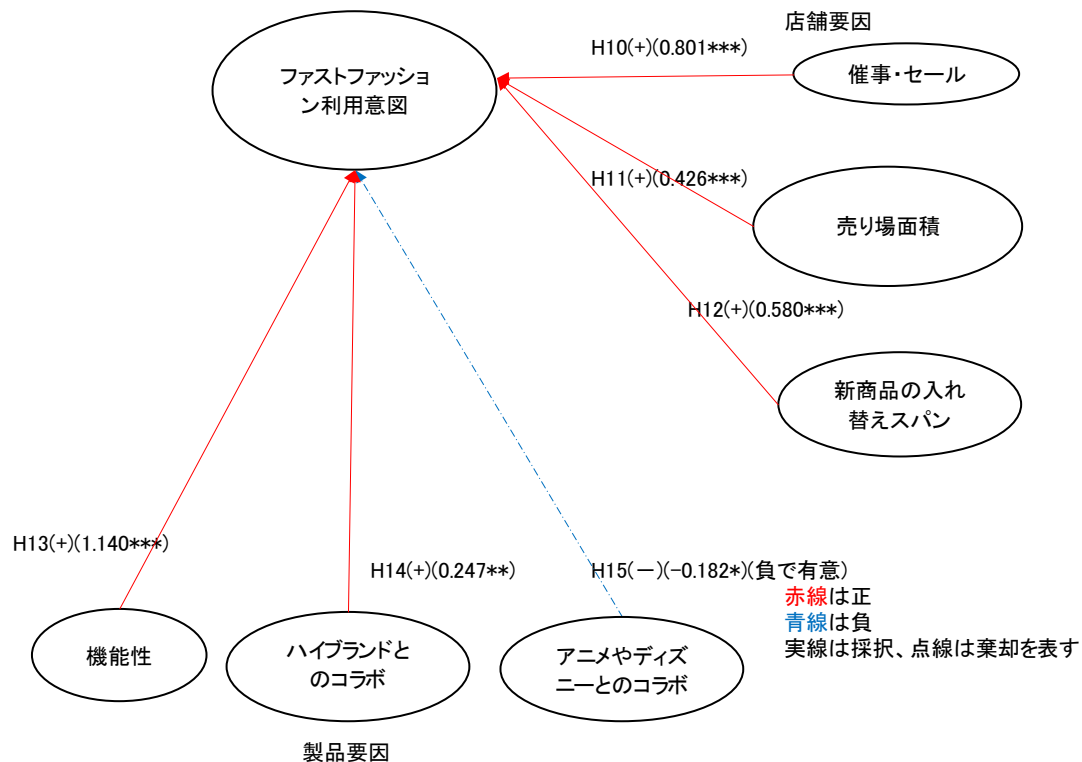 店舗要因
H10(+)(0.801***)
催事・セール
ファストファッショ
ン利用意図
H11(+)(0.426***)
売り場面積
H12(+)(0.580***)
新商品の入れ
替えスパン
H13(+)(1.140***)
H14(+)(0.247**)
H15(－)(-0.182*)(負で有意)
赤線は正
青線は負
実線は採択、点線は棄却を表す
機能性
ハイブランドと
のコラボ
アニメやディズ
ニーとのコラボ
製品要因